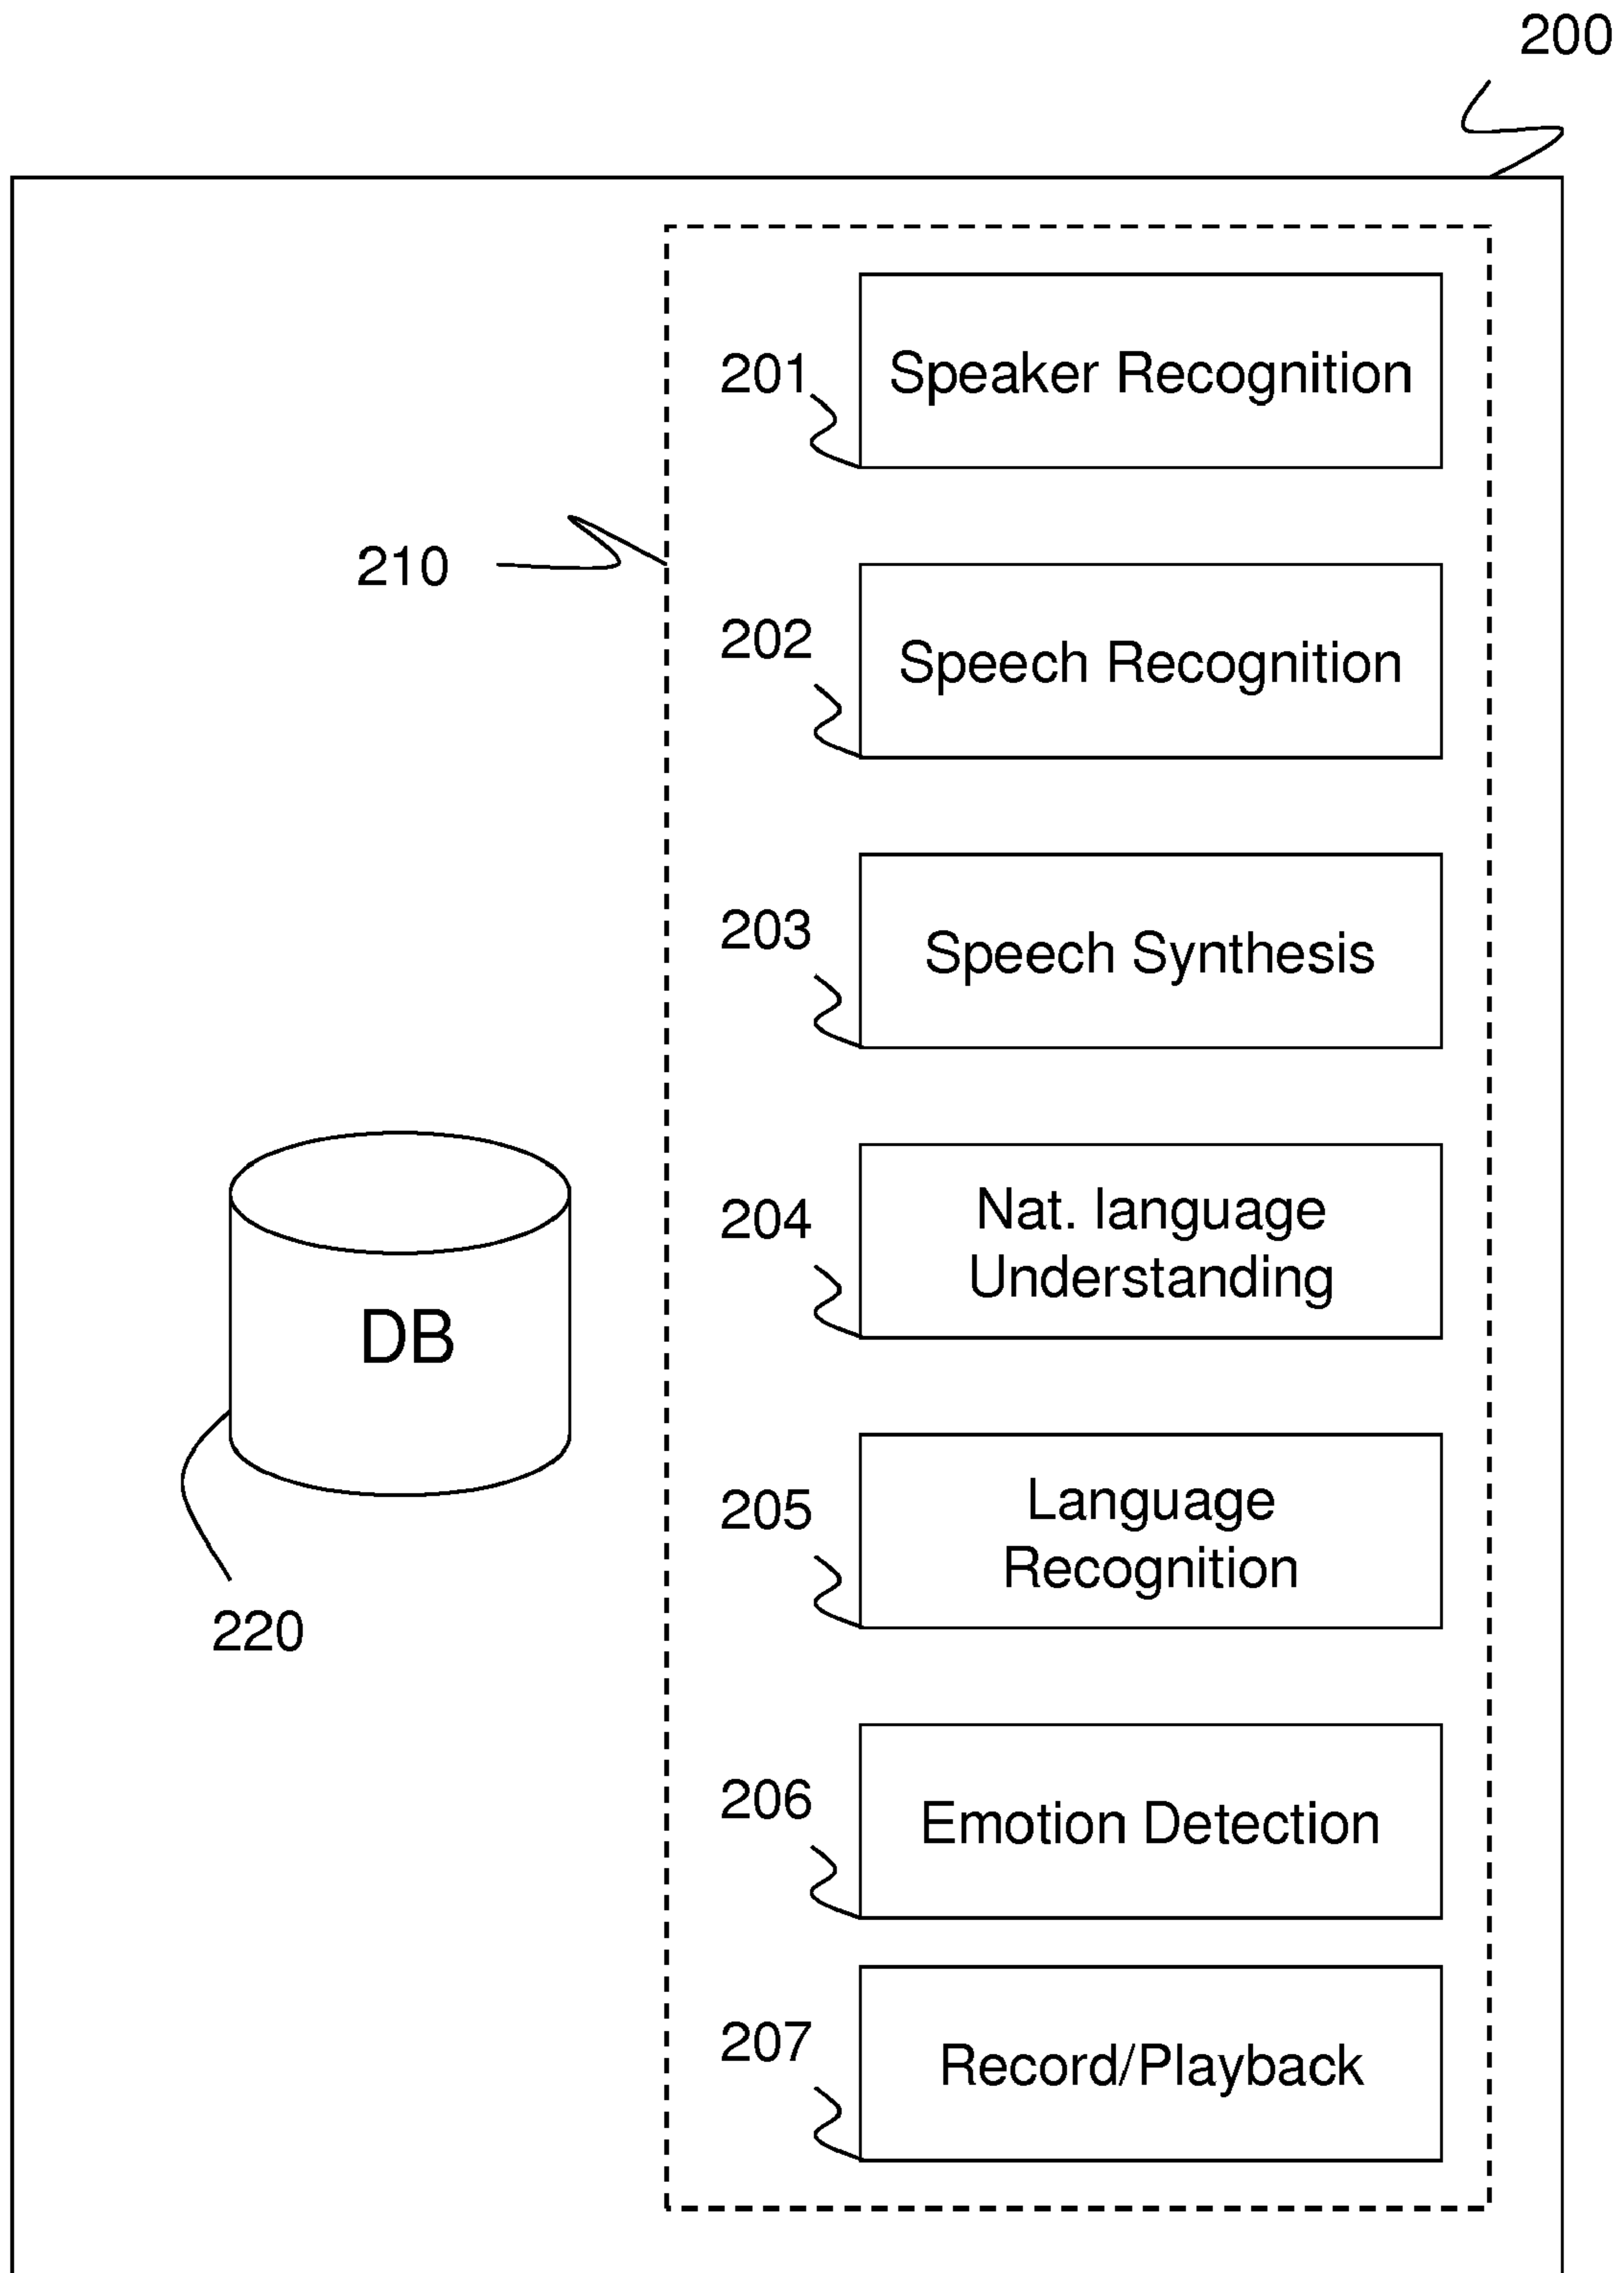 200
201
Speaker Recognition
210
202
Speech Recognition
203
Speech Synthesis
204
Nat. language
Understanding
DB
205
Language
Recognition
220
206
Emotion Detection
207
Record/Playback